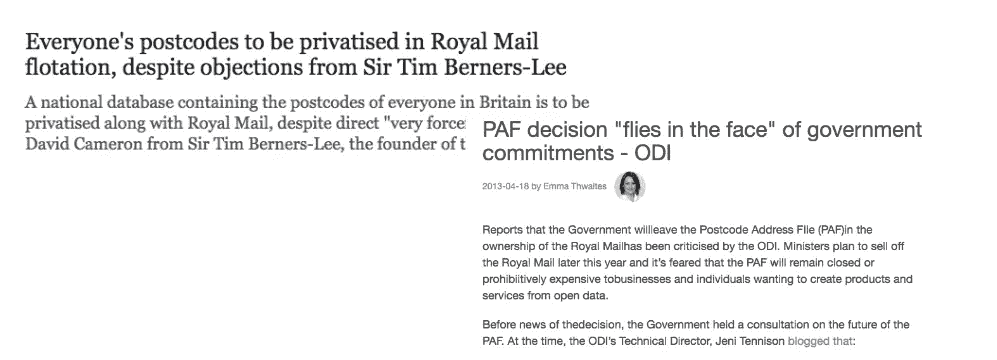 Everyone's postcodes to be privatised in Royal Mail
flotation, despite objections from Sir Tim Berners-Lee
A national database containing the postcodes of everyone in Britain is to be
privatised along with Royal Mail, despite direct "very
David Cameron from Sir Tim Berners-Lee, the founder of
PAF decision "flies in the face" of government
commitments - ODI
2013-04-18 by Emma Thwaites
Reports that the Government willleave the Postcode Address FIle (PAF)in the
ownership of the Royal Mailhas been criticised by the ODI. Ministers plan to sell off
the Royal Mail later this year and it's feared that the PAF will remain closed or
prohibiitively expensive tobusinesses and individuals wanting to create products and
services from open data.
Before news of thedecision, the Government held a consultation on the future of the
PAF. At the time, the ODI's Technical Director, Jeni Tennison blogged that: